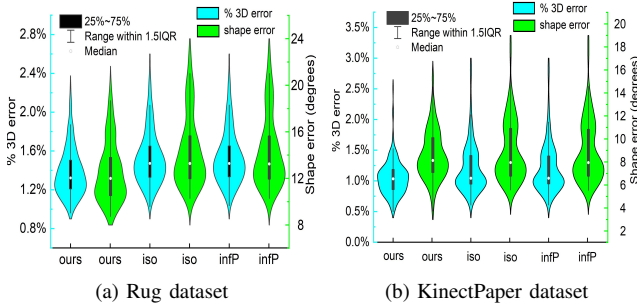 25%~75%
Range within 1.5IQR
Median
% 3D error
shape error
% 3D error
2.8%
2.4%
2.0%
1.6%
1.2%
0.8%
24
20
16
12
8
Shape error (degrees)
ours ours iso iso infP infP
(a) Rug dataset
25%~75%
Range within 1.5IQR
Median
% 3D error
shape error
% 3D error
3.5%
3.0%
2.5%
2.0%
1.5%
1.0%
0.5%
0.0%
20
18
16
14
12
10
8
6
4
2
Shape error (degrees)
ours ours iso iso infP infP
(b) KinectPaper dataset